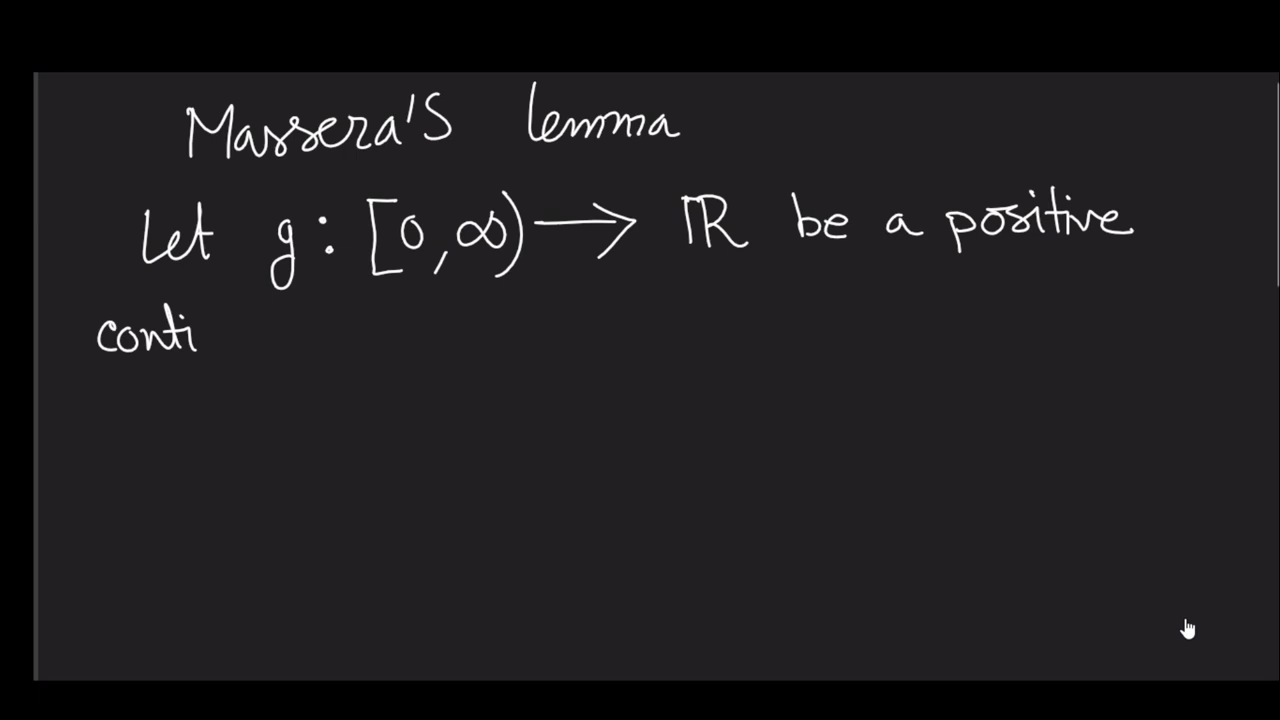 Massera's lemma
Let g: [0,∞) ⟶ ℝ be a positive
conti